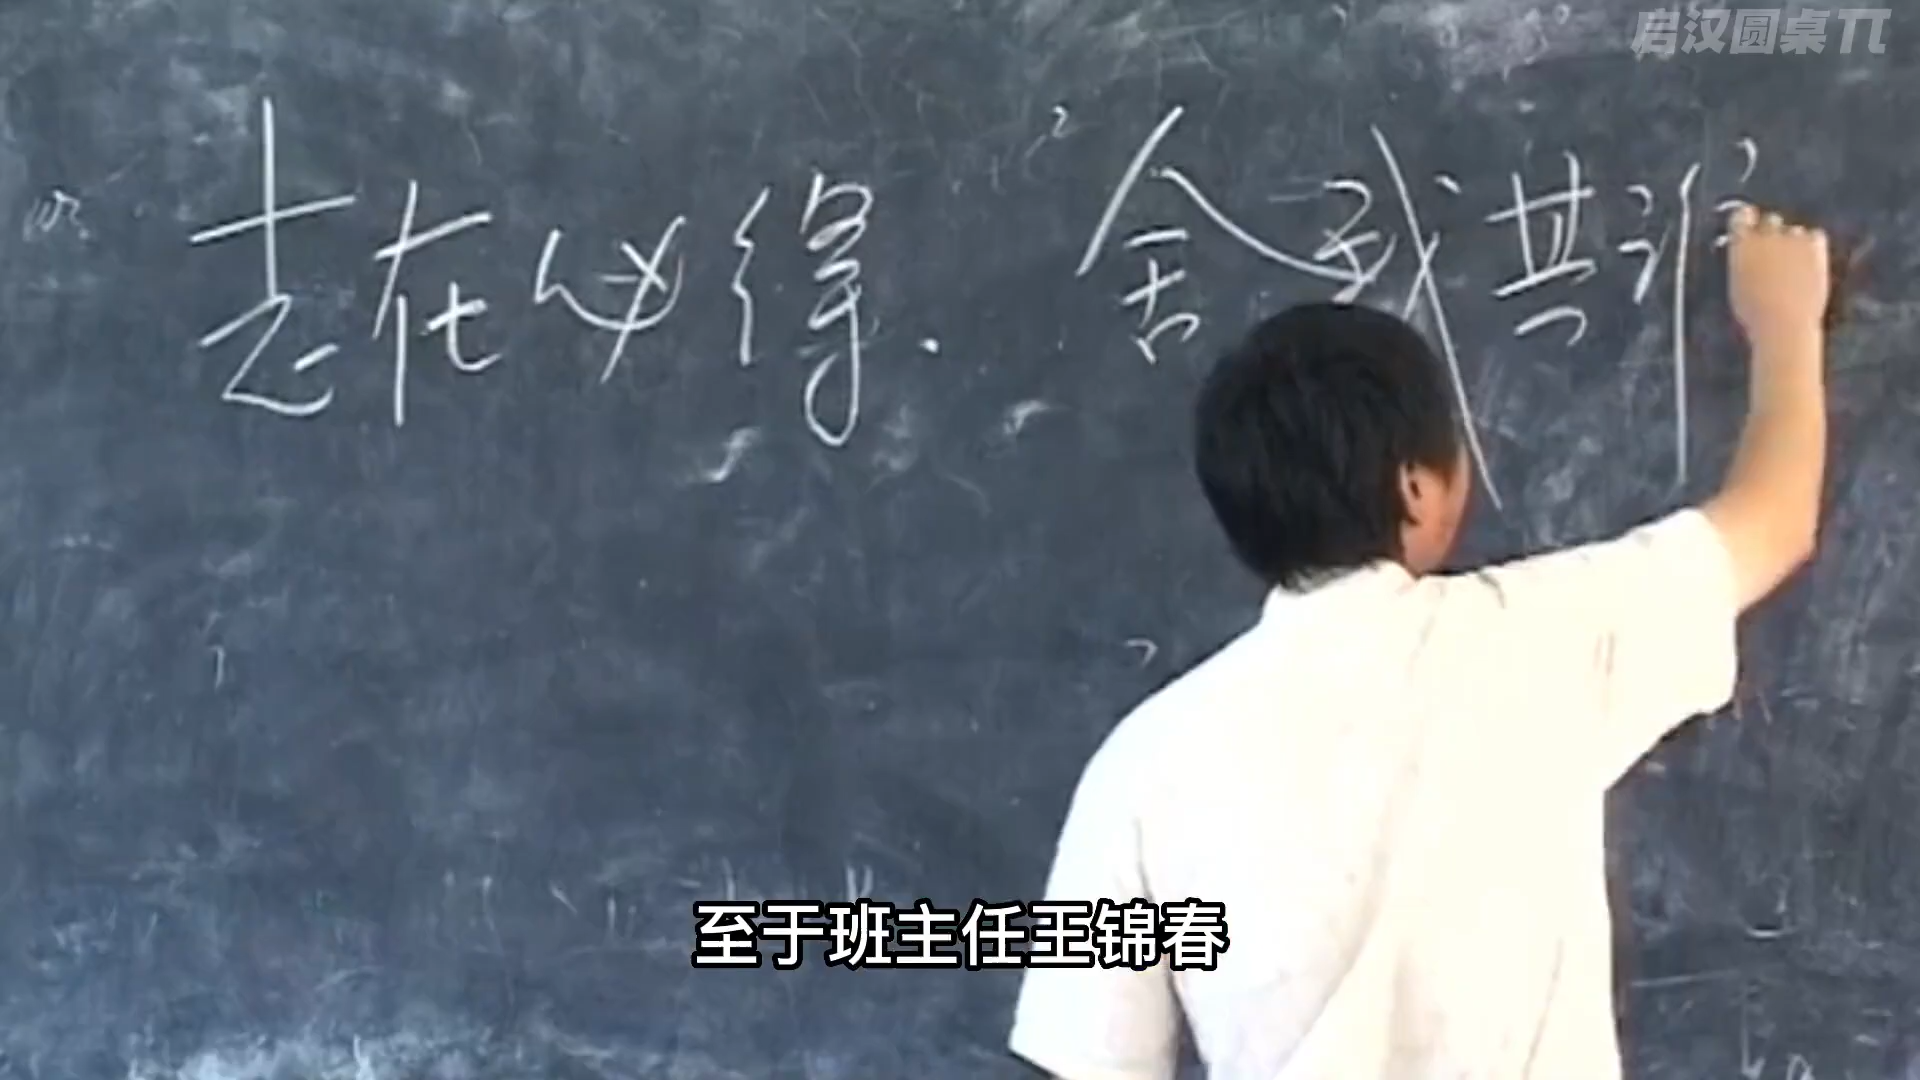 启汉圆桌π
志在必得. 舍我其谁
至于班主任王锦春